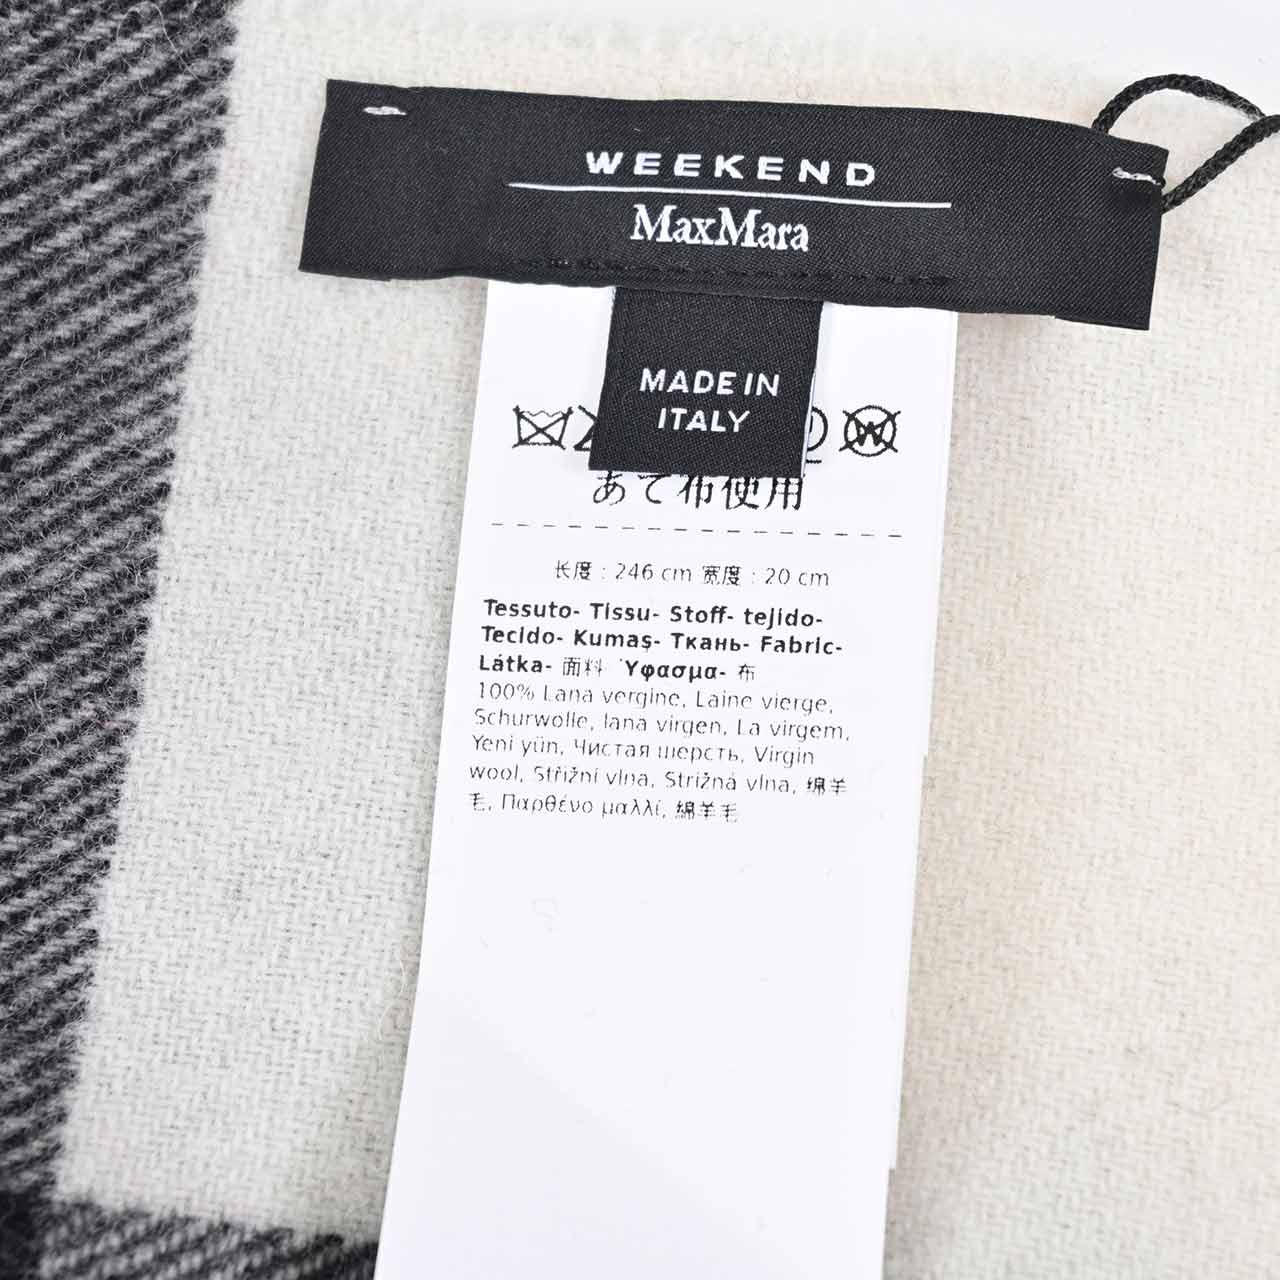 WEEKEND
MaxMara
MADE IN
ITALY
あて布使用
长度 : 246 cm 宽度 : 20 cm
Tessuto- Tissu- Stoff- tejido-
Tecido- Kumaş- Ткань- Fabric-
Látka- 面料 Ύφασμα- 布
100% Lana vergine, Laine vierge,
Schurwolle, lana virgen, La virgem,
Yeni yün, Чистая шерсть, Virgin
wool, Střižní vlna, Strižná vlna, 绵羊
毛, Παρθένο μαλλί, 綿羊毛